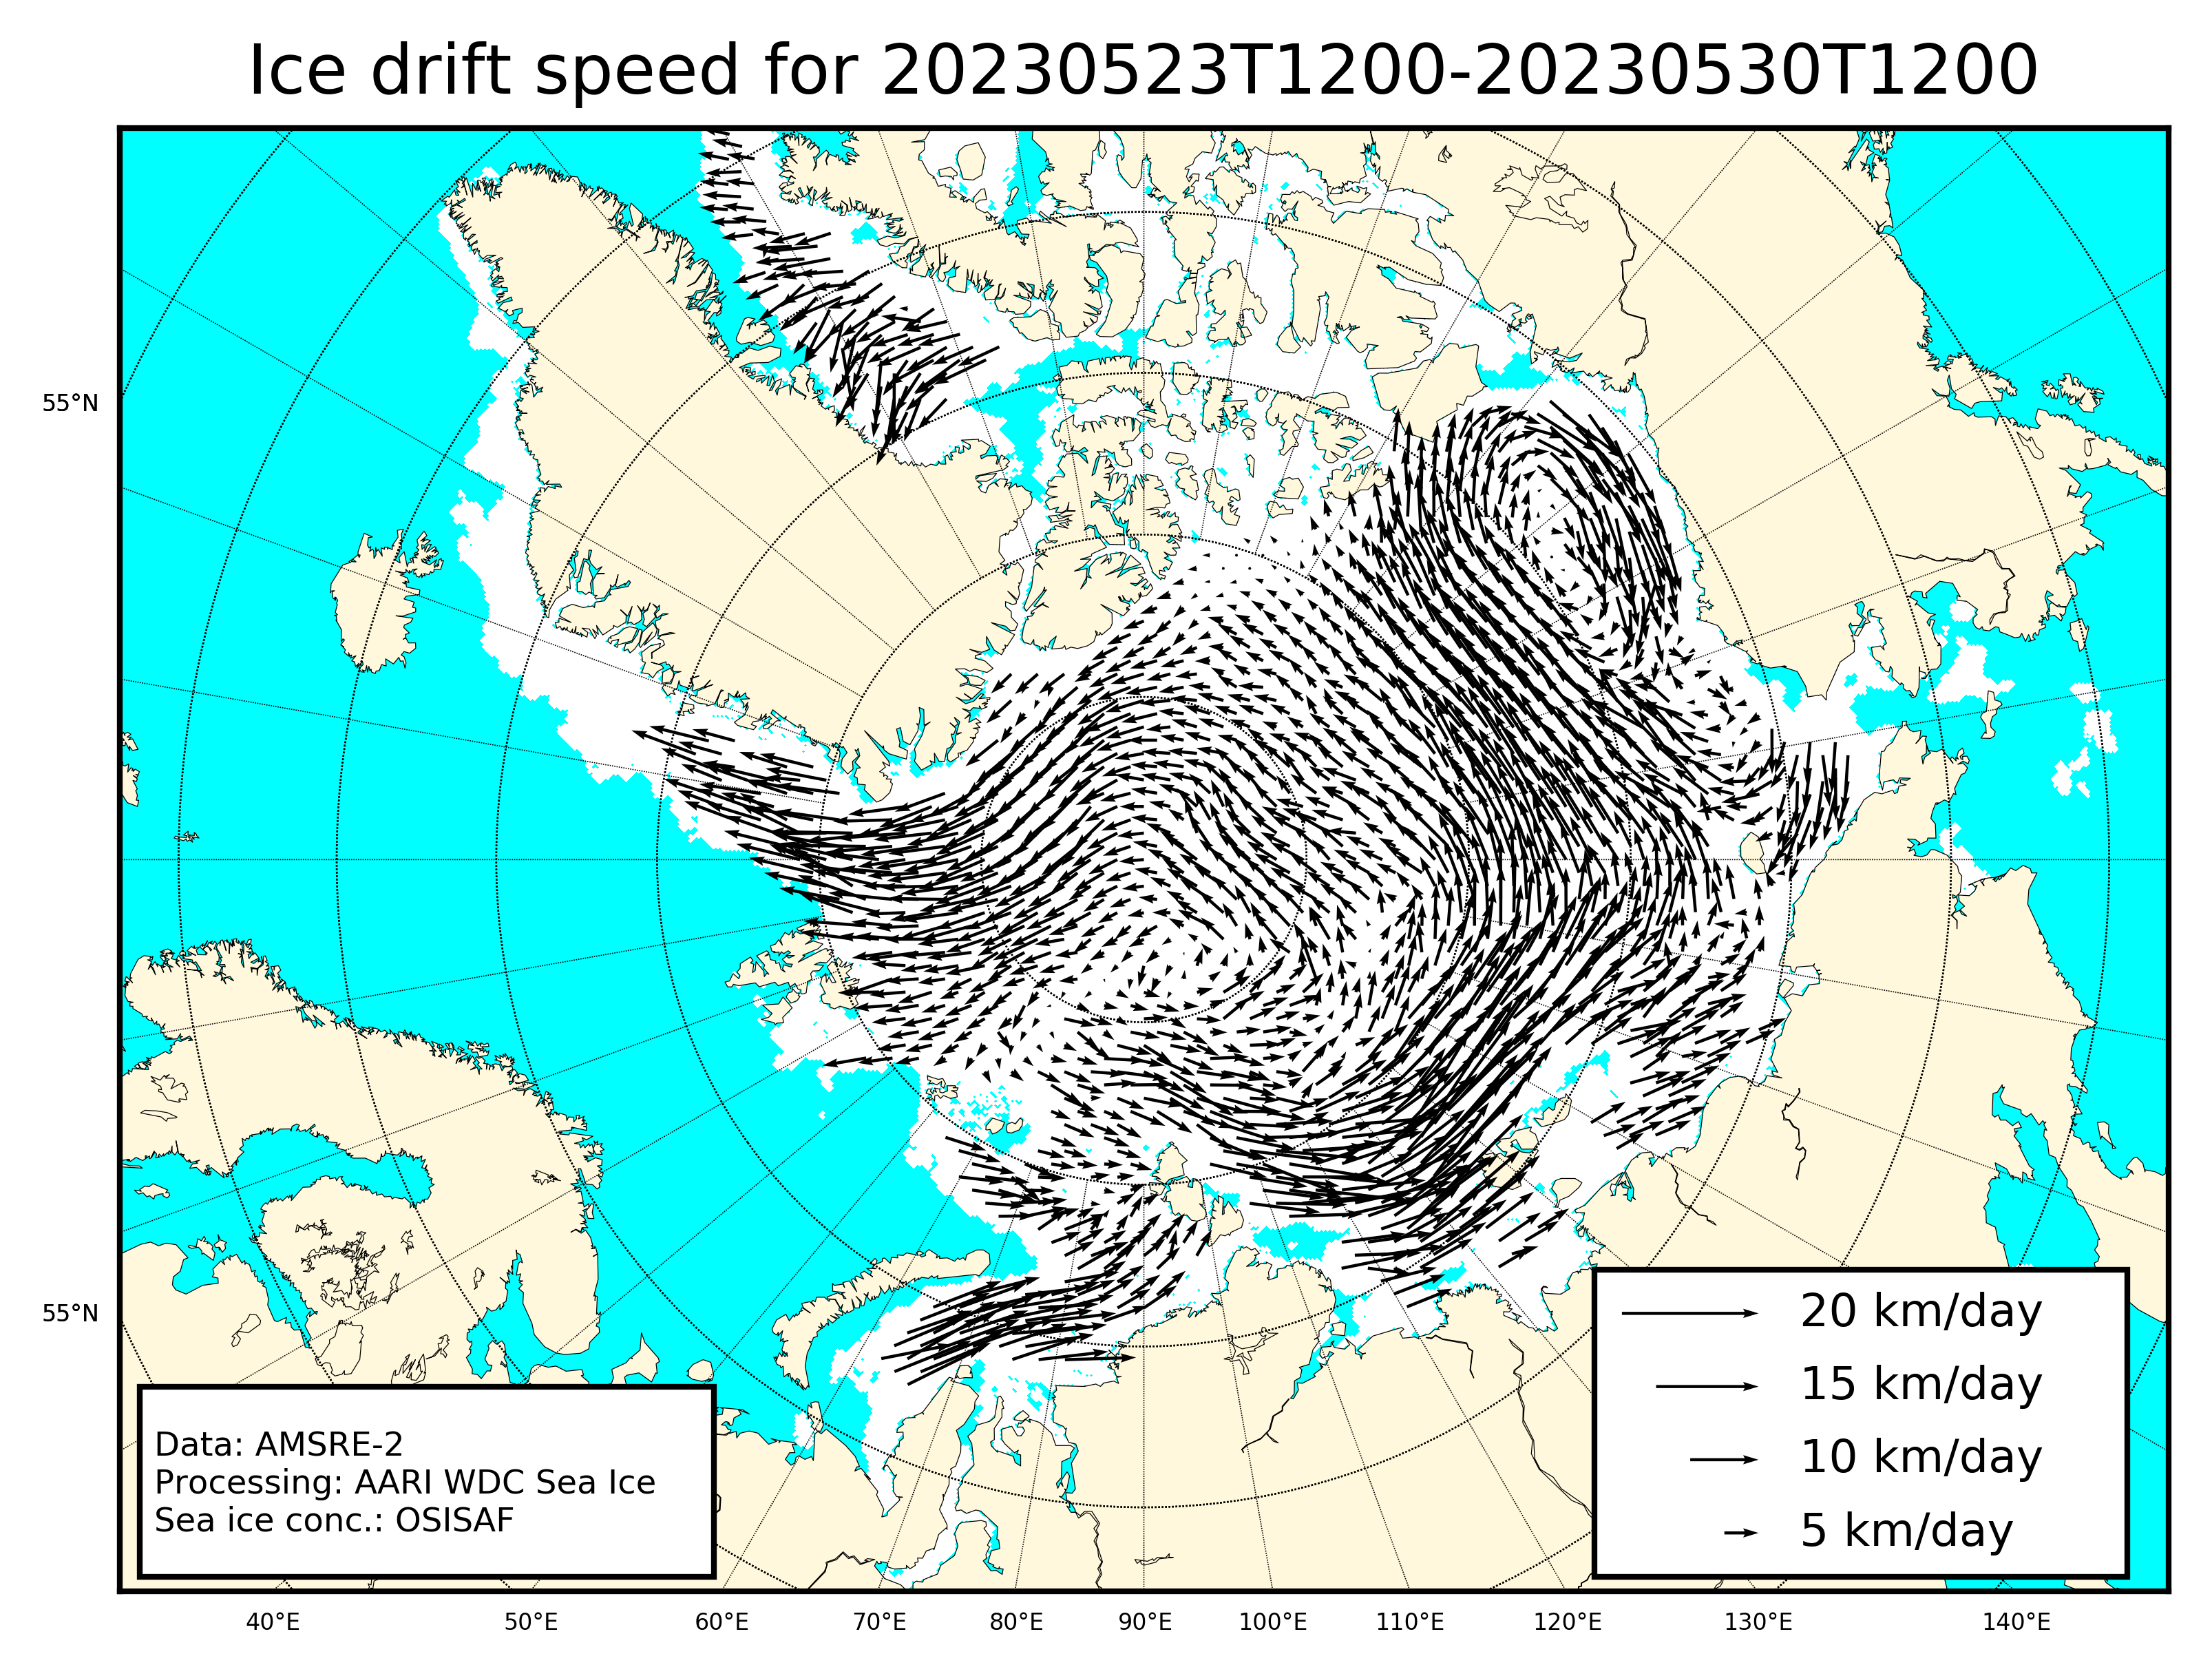 Ice drift speed for 20230523T1200-20230530T1200
55°N
55°N
20 km/day
15 km/day
10 km/day
5 km/day
Data: AMSRE-2
Processing: AARI WDC Sea Ice
Sea ice conc.: OSISAF
40°E 50°E 60°E 70°E 80°E 90°E 100°E 110°E 120°E 130°E 140°E